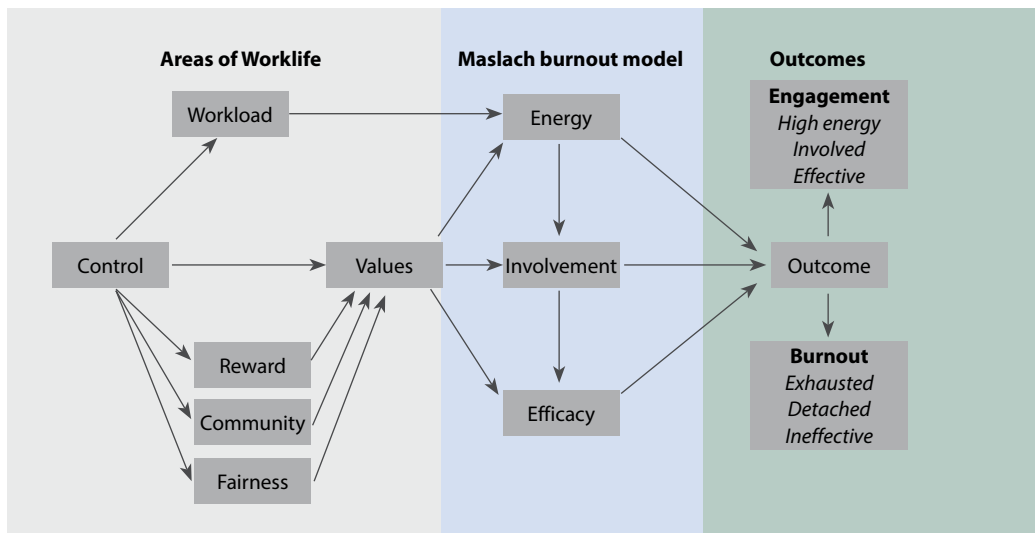 Areas of Worklife
Maslach burnout model
Outcomes
Workload
Control
Values
Reward
Community
Fairness
Energy
Involvement
Efficacy
Engagement
High energy
Involved
Effective
Outcome
Burnout
Exhausted
Detached
Ineffective